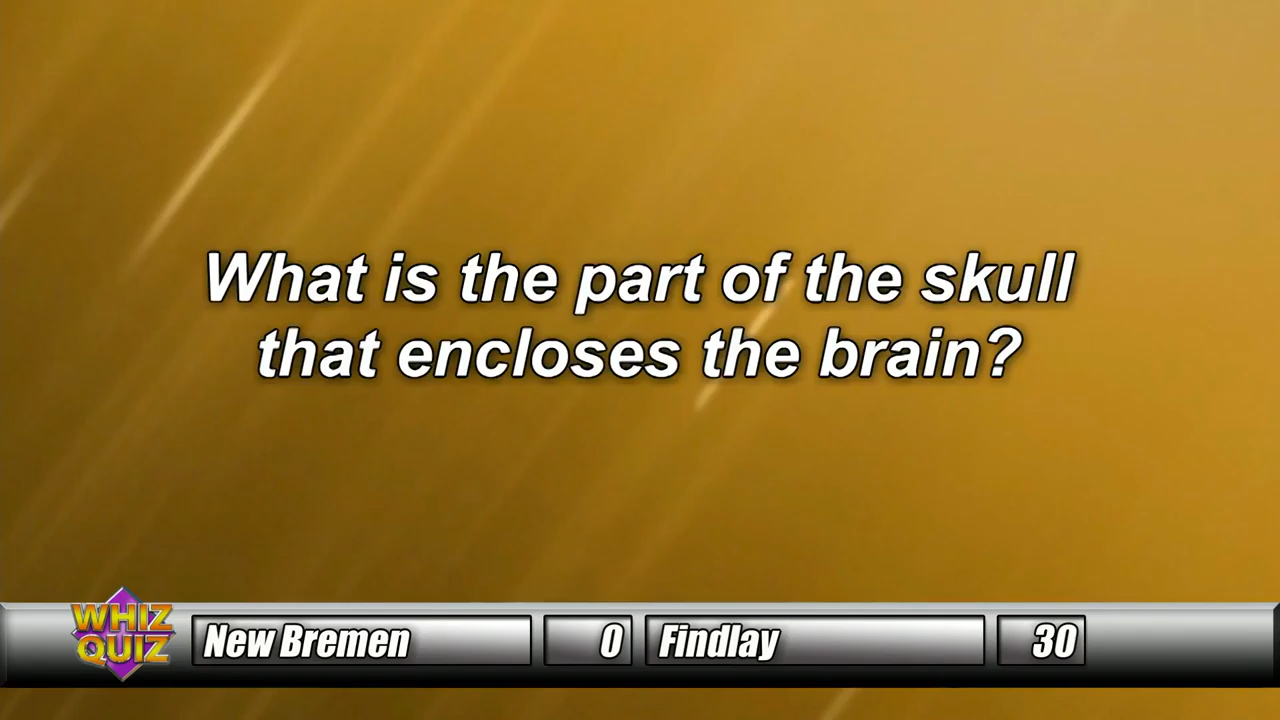 What is the part of the skull
that encloses the brain?
WHIZ
QUIZ
New Bremen 0 Findlay 30